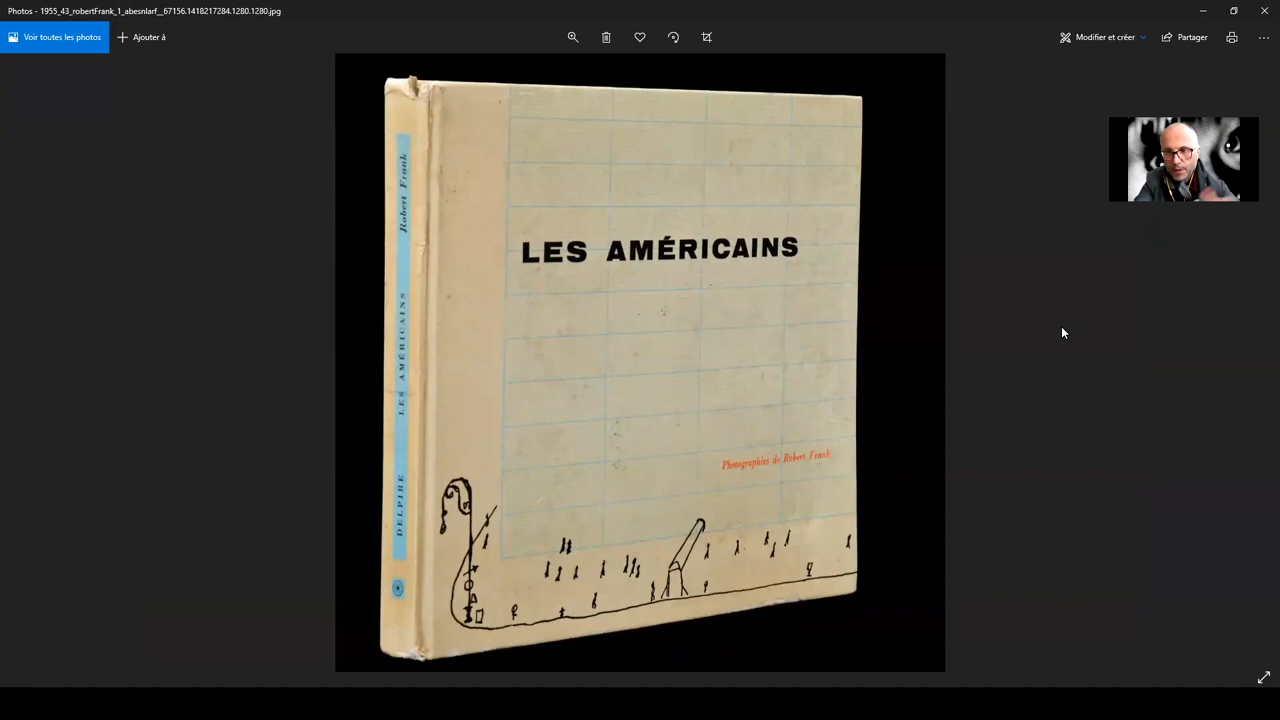 Photos - 1955_43_robertFrank_1_abesnlarf__67156.1418217284.1280.1280.jpg
Voir toutes les photos
Ajouter à
Modifier et créer
Partager
Robert Frank
LES AMÉRICAINS
DELPIRE
LES AMÉRICAINS
Photographies de Robert Frank